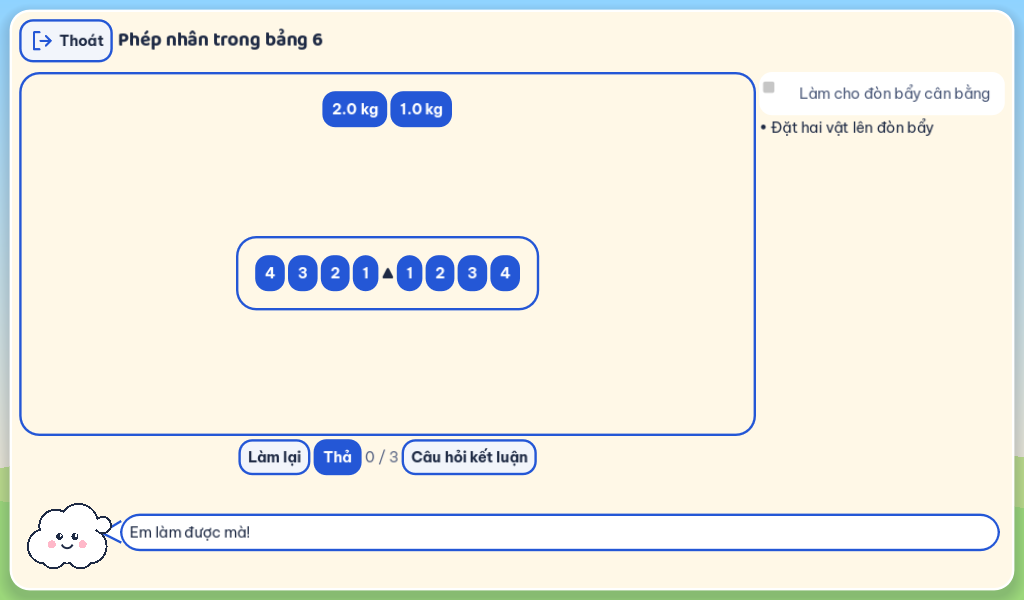 Thoát
Phép nhân trong bảng 6
2.0 kg 1.0 kg
4 3 2 1 ▲ 1 2 3 4
Làm cho đòn bẩy cân bằng
• Đặt hai vật lên đòn bẩy
Làm lại Thả 0 / 3 Câu hỏi kết luận
Em làm được mà!